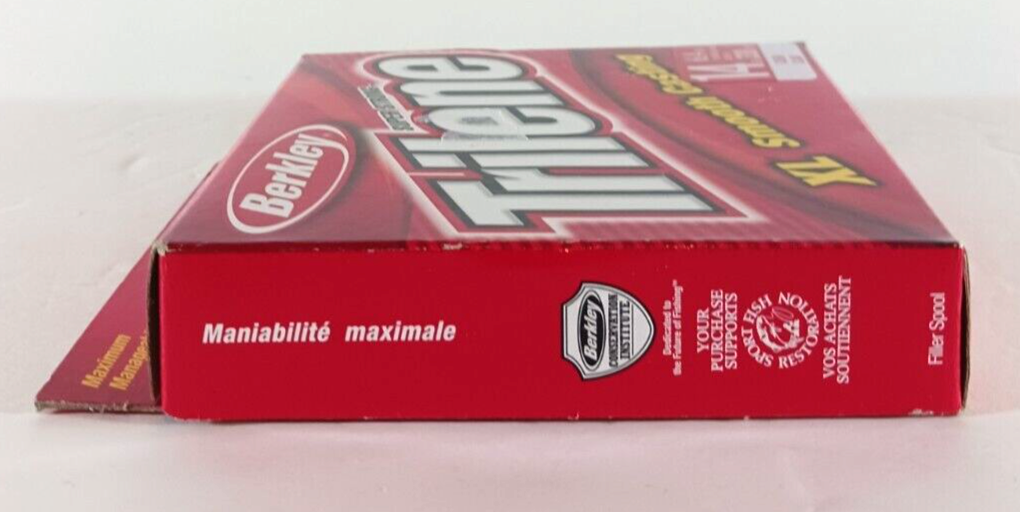 Berkley
Trilene
XL Smooth Casting
14
Maximum
Maniabilité maximale
Berkley
CONSERVATION
INSTITUTE
Dedicated to
the Future of Fishing™
YOUR
PURCHASE
SUPPORTS
SPORT FISH RESTORATION
VOS ACHATS
SOUTIENNENT
Filler Spool